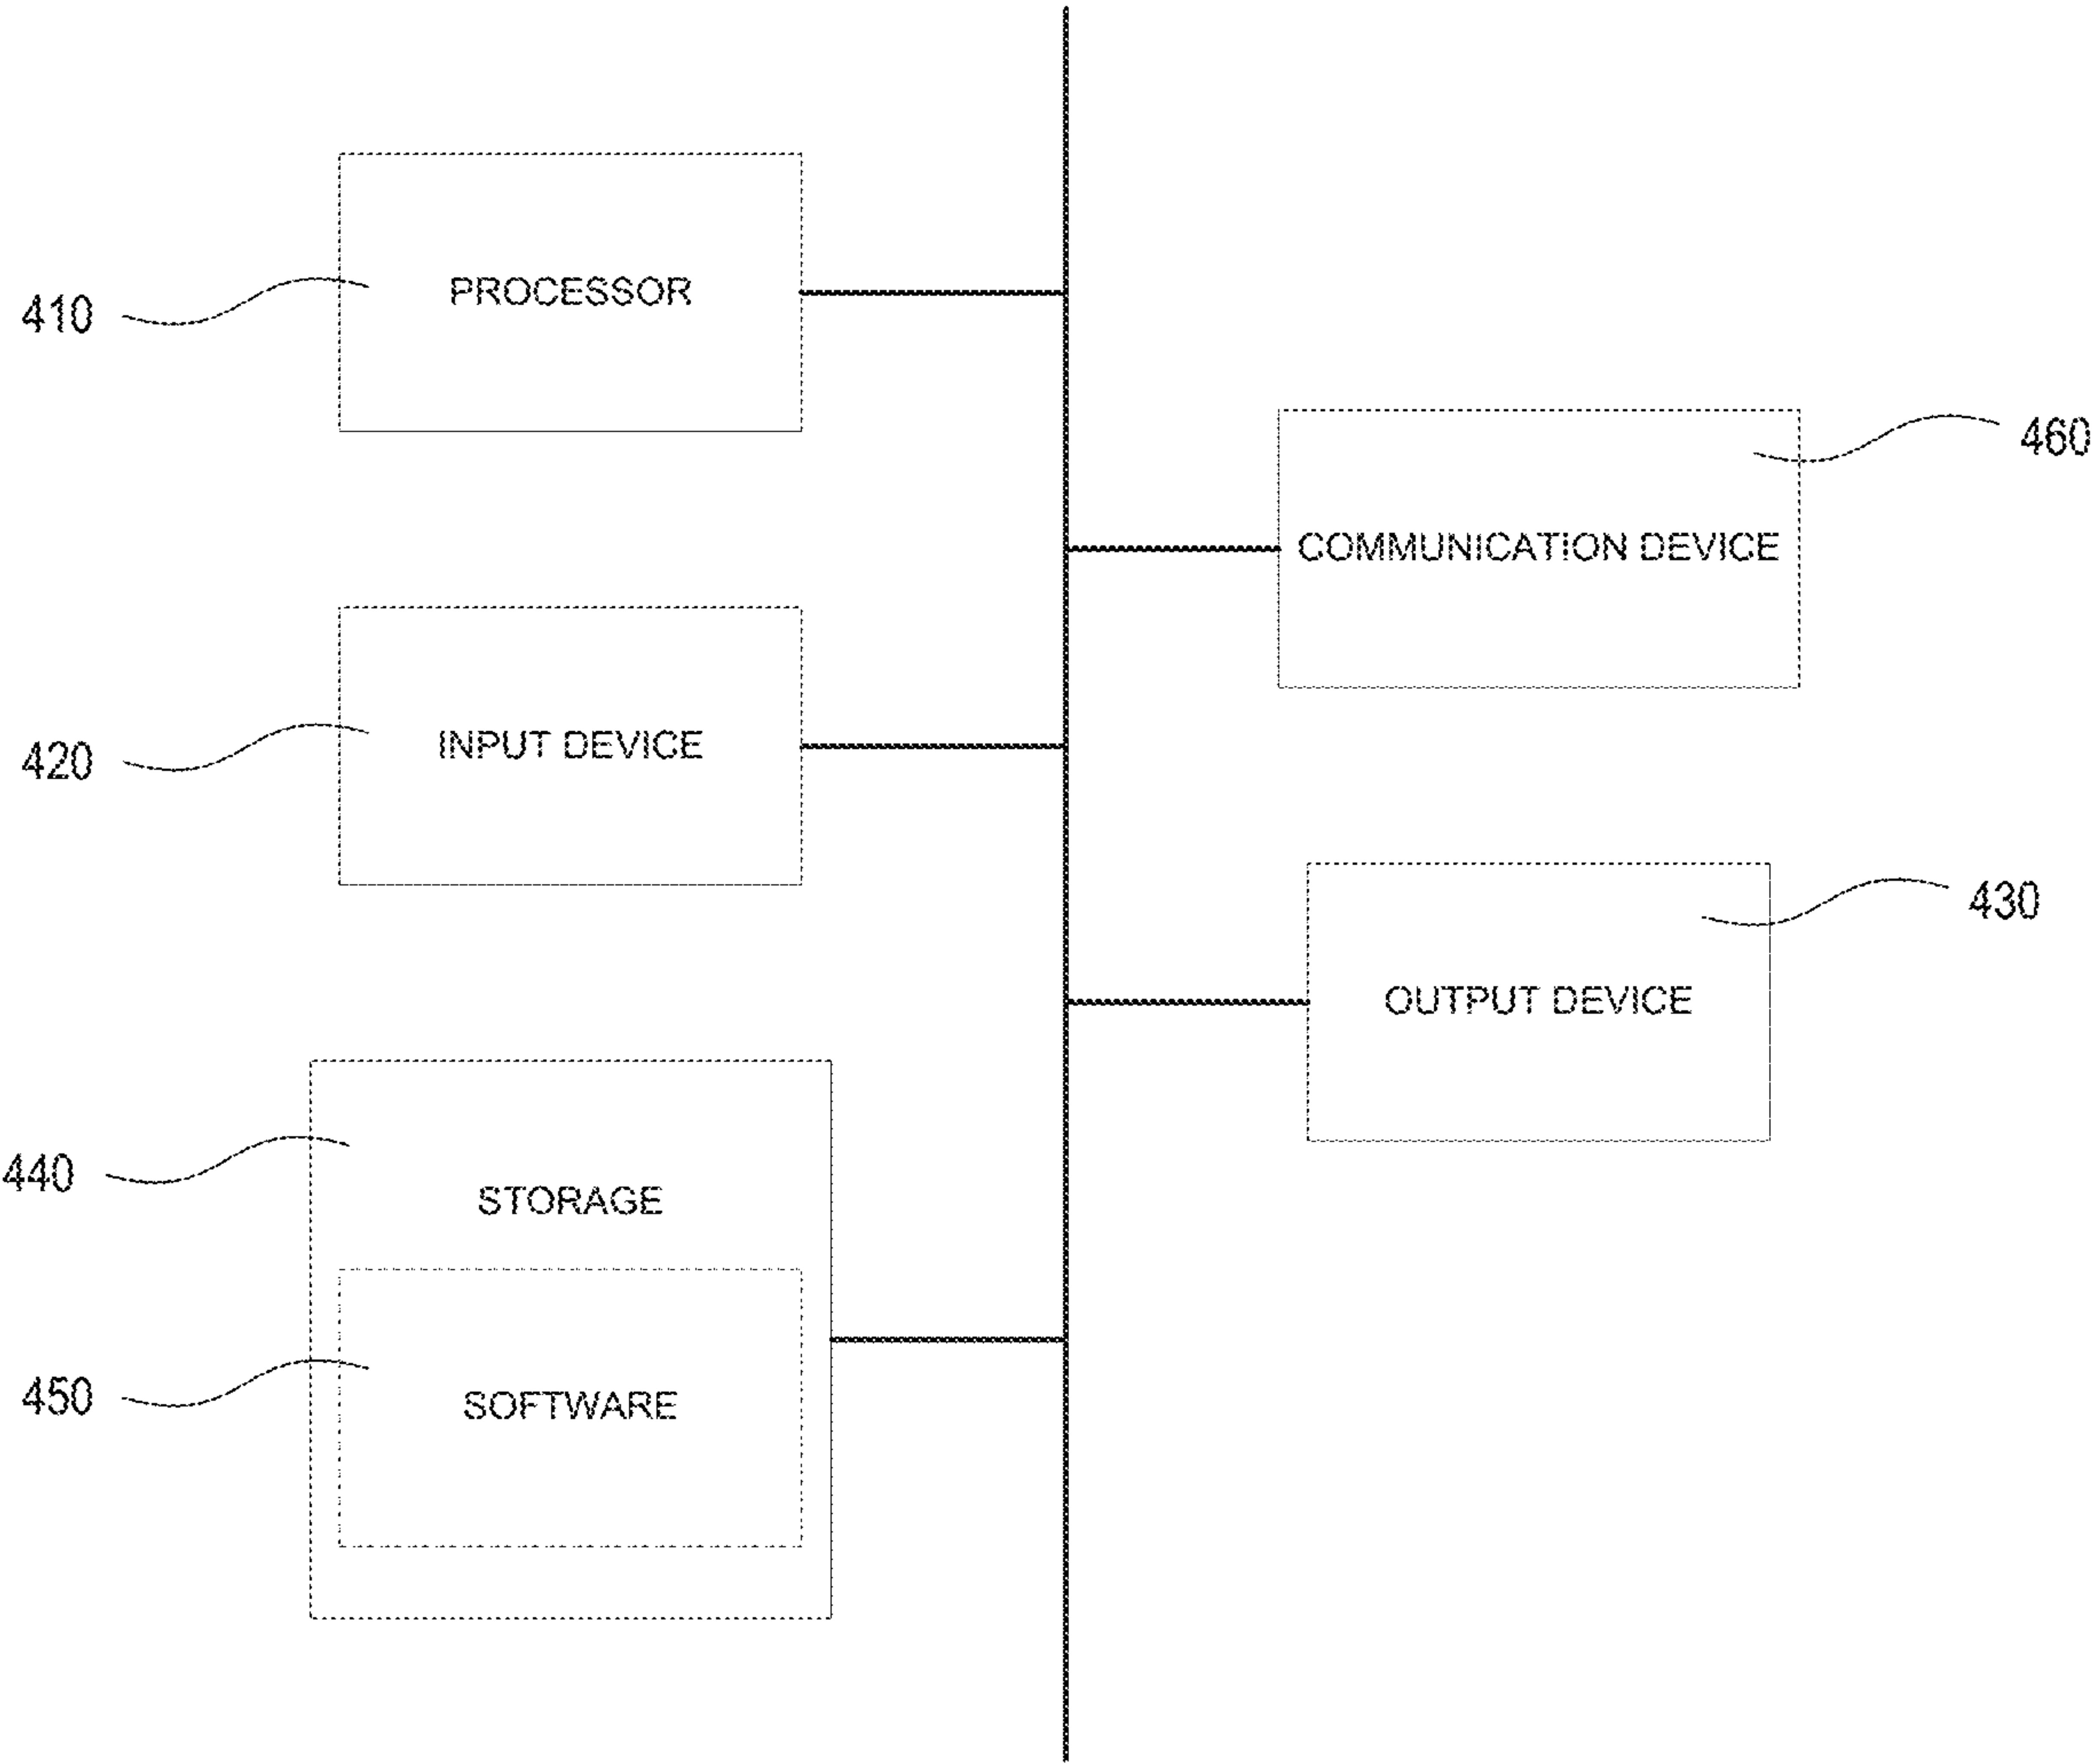 PROCESSOR
410
460
COMMUNICATION DEVICE
INPUT DEVICE
420
430
OUTPUT DEVICE
440
STORAGE
450
SOFTWARE